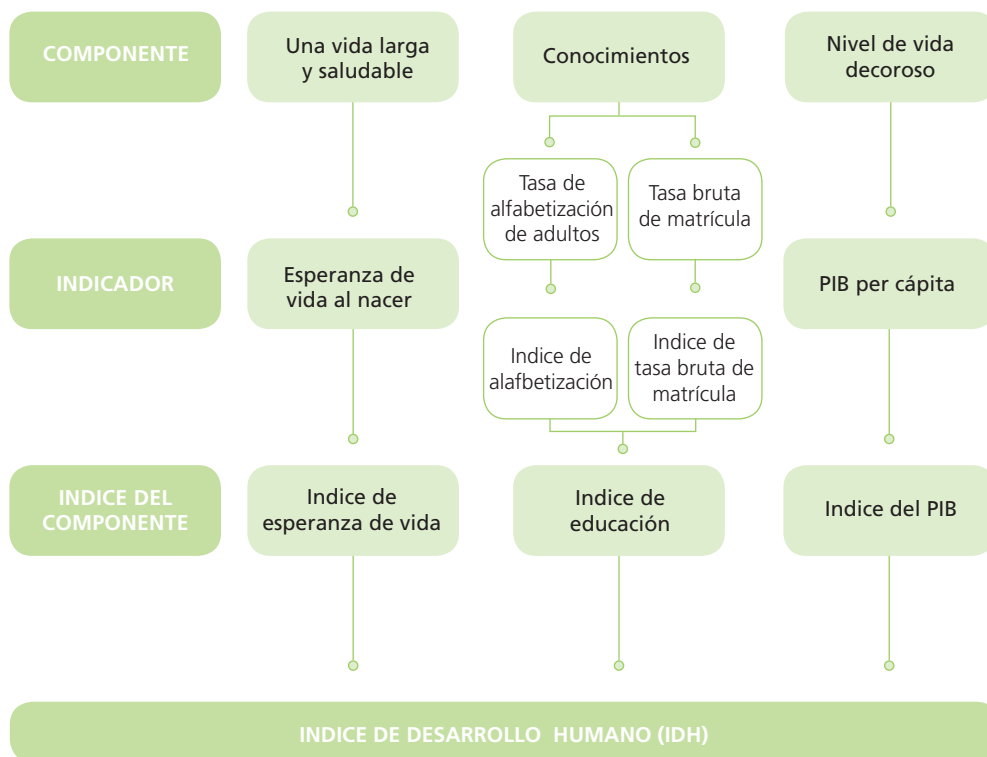 COMPONENTE
Una vida larga
y saludable
Conocimientos
Nivel de vida
decoroso
Tasa de
alfabetización
de adultos
Tasa bruta
de matrícula
INDICADOR
Esperanza de
vida al nacer
PIB per cápita
Indice de
alafbetización
Indice de
tasa bruta de
matrícula
INDICE DEL
COMPONENTE
Indice de
esperanza de vida
Indice de
educación
Indice del PIB
INDICE DE DESARROLLO HUMANO (IDH)